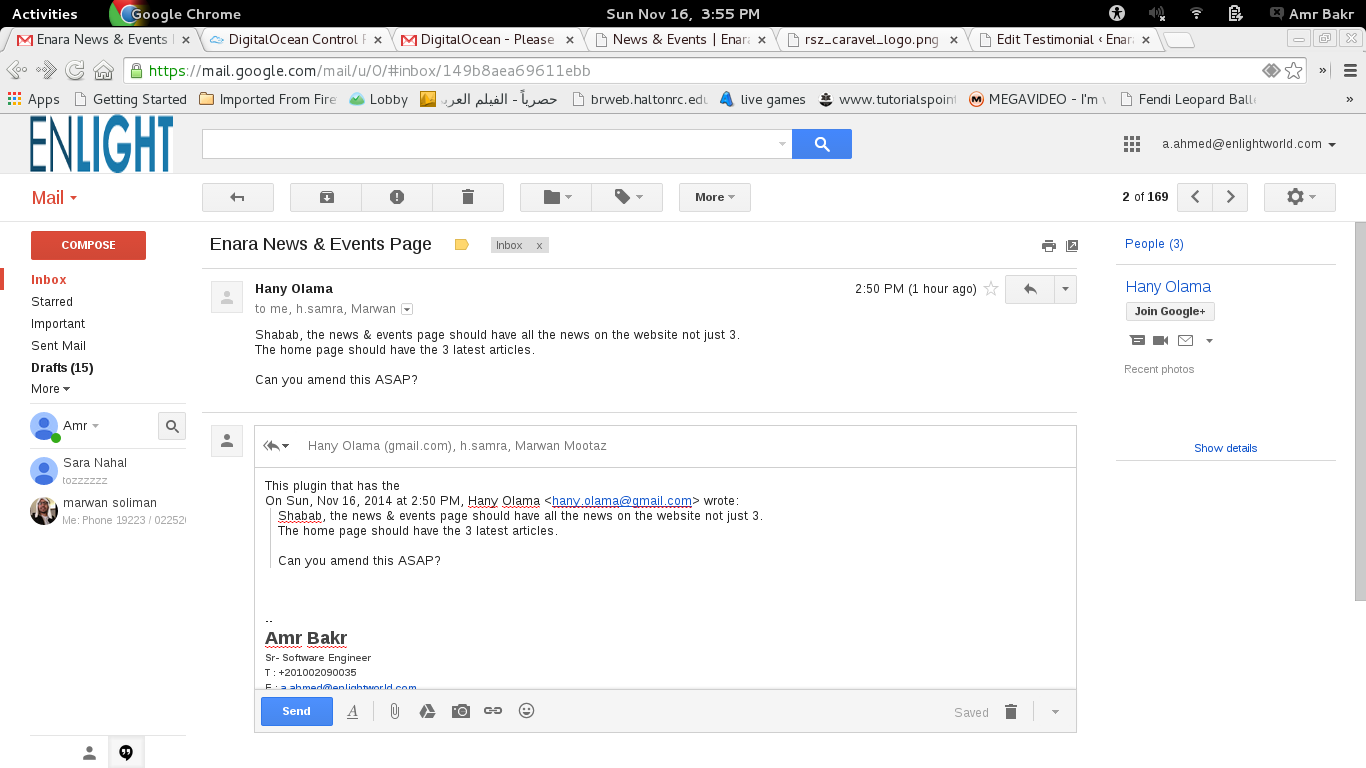 Activities
Google Chrome
Sun Nov 16, 3:55 PM
Amr Bakr
Enara News & Events
DigitalOcean Control
DigitalOcean - Please
News & Events | Enar
rsz_caravel_logo.png
Edit Testimonial ‹ Enar
https://mail.google.com/mail/u/0/#inbox/149b8aea69611ebb
Apps
Getting Started
Imported From Fire
Lobby
حصرياً - الفيلم العر
brweb.haltonrc.edu
live games
www.tutorialspoin
MEGAVIDEO - I'm
Fendi Leopard Balle
»
ENLIGHT
a.ahmed@enlightworld.com
Mail
More
2 of 169
COMPOSE
Inbox
Starred
Important
Sent Mail
Drafts (15)
More
Amr
Sara Nahal
tozzzzzz
marwan soliman
Me: Phone 19223 / 022520
Enara News & Events Page
Inbox x
Hany Olama
2:50 PM (1 hour ago)
to me, h.samra, Marwan
Shabab, the news & events page should have all the news on the website not just 3.
The home page should have the 3 latest articles.
Can you amend this ASAP?
Hany Olama (gmail.com), h.samra, Marwan Mootaz
This plugin that has the
On Sun, Nov 16, 2014 at 2:50 PM, Hany Olama <hany.olama@gmail.com> wrote:
Shabab, the news & events page should have all the news on the website not just 3.
The home page should have the 3 latest articles.
Can you amend this ASAP?
--
Amr Bakr
Sr- Software Engineer
T : +201002090035
E : a.ahmed@enlightworld.com
Send
Saved
People (3)
Hany Olama
Join Google+
Recent photos
Show details